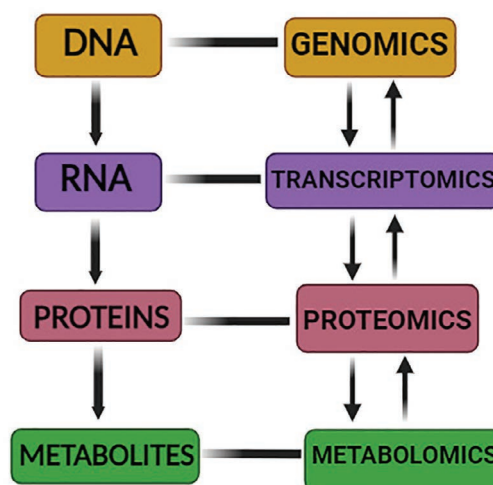 DNA
GENOMICS
RNA
TRANSCRIPTOMICS
PROTEINS
PROTEOMICS
METABOLITES
METABOLOMICS